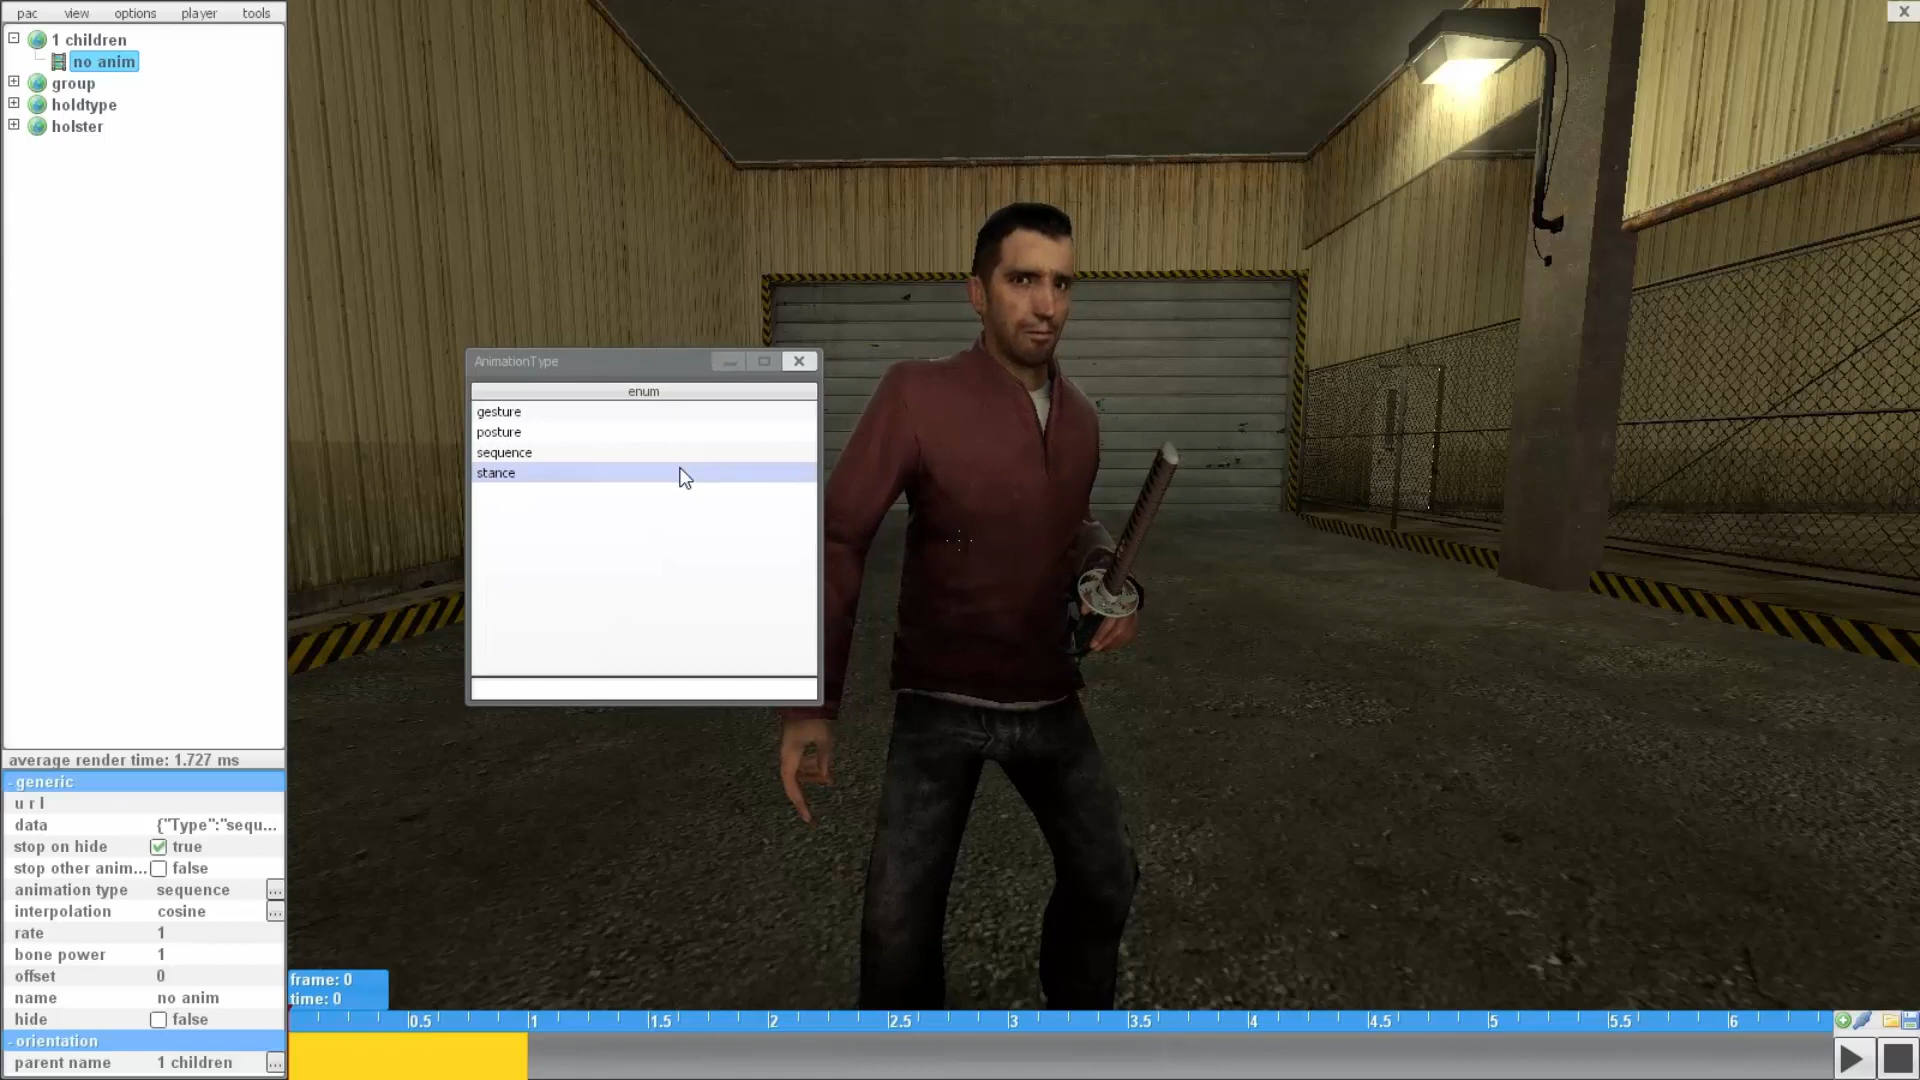 pac view options player tools
1 children
no anim
group
holdtype
holster
AnimationType
enum
gesture
posture
sequence
stance
average render time: 1.727 ms
- generic
u r l
data {"Type":"sequ...
stop on hide true
stop other anim... false
animation type sequence ...
interpolation cosine ...
rate 1
bone power 1
offset 0
name no anim
hide false
- orientation
parent name 1 children ...
frame: 0
time: 0
0.5 1 1.5 2 2.5 3 3.5 4 4.5 5 5.5 6